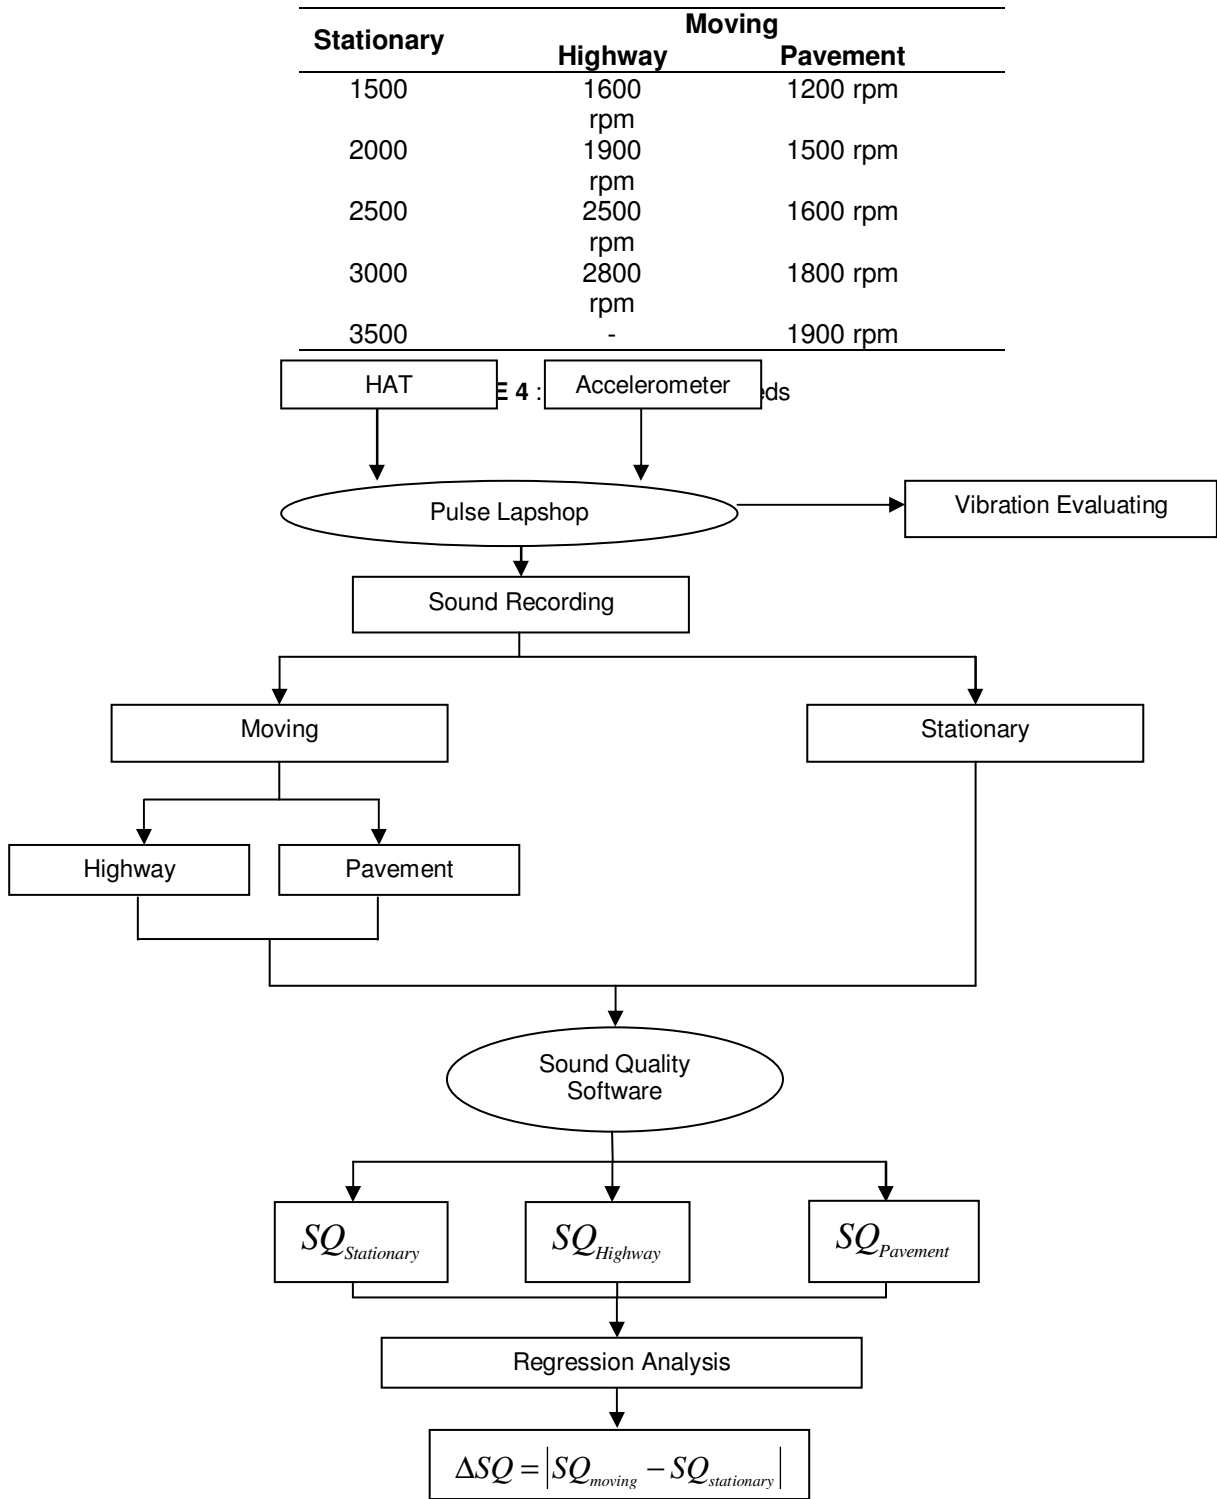 Stationary Moving
Highway Pavement
1500 1600 rpm 1200 rpm
2000 1900 rpm 1500 rpm
2500 2500 rpm 1600 rpm
3000 2800 rpm 1800 rpm
3500 - 1900 rpm
E 4 : eds
HAT Accelerometer
Pulse Lapshop
Vibration Evaluating
Sound Recording
Moving Stationary
Highway Pavement
Sound Quality
Software
SQ_Stationary SQ_Highway SQ_Pavement
Regression Analysis
ΔSQ = |SQ_moving − SQ_stationary|